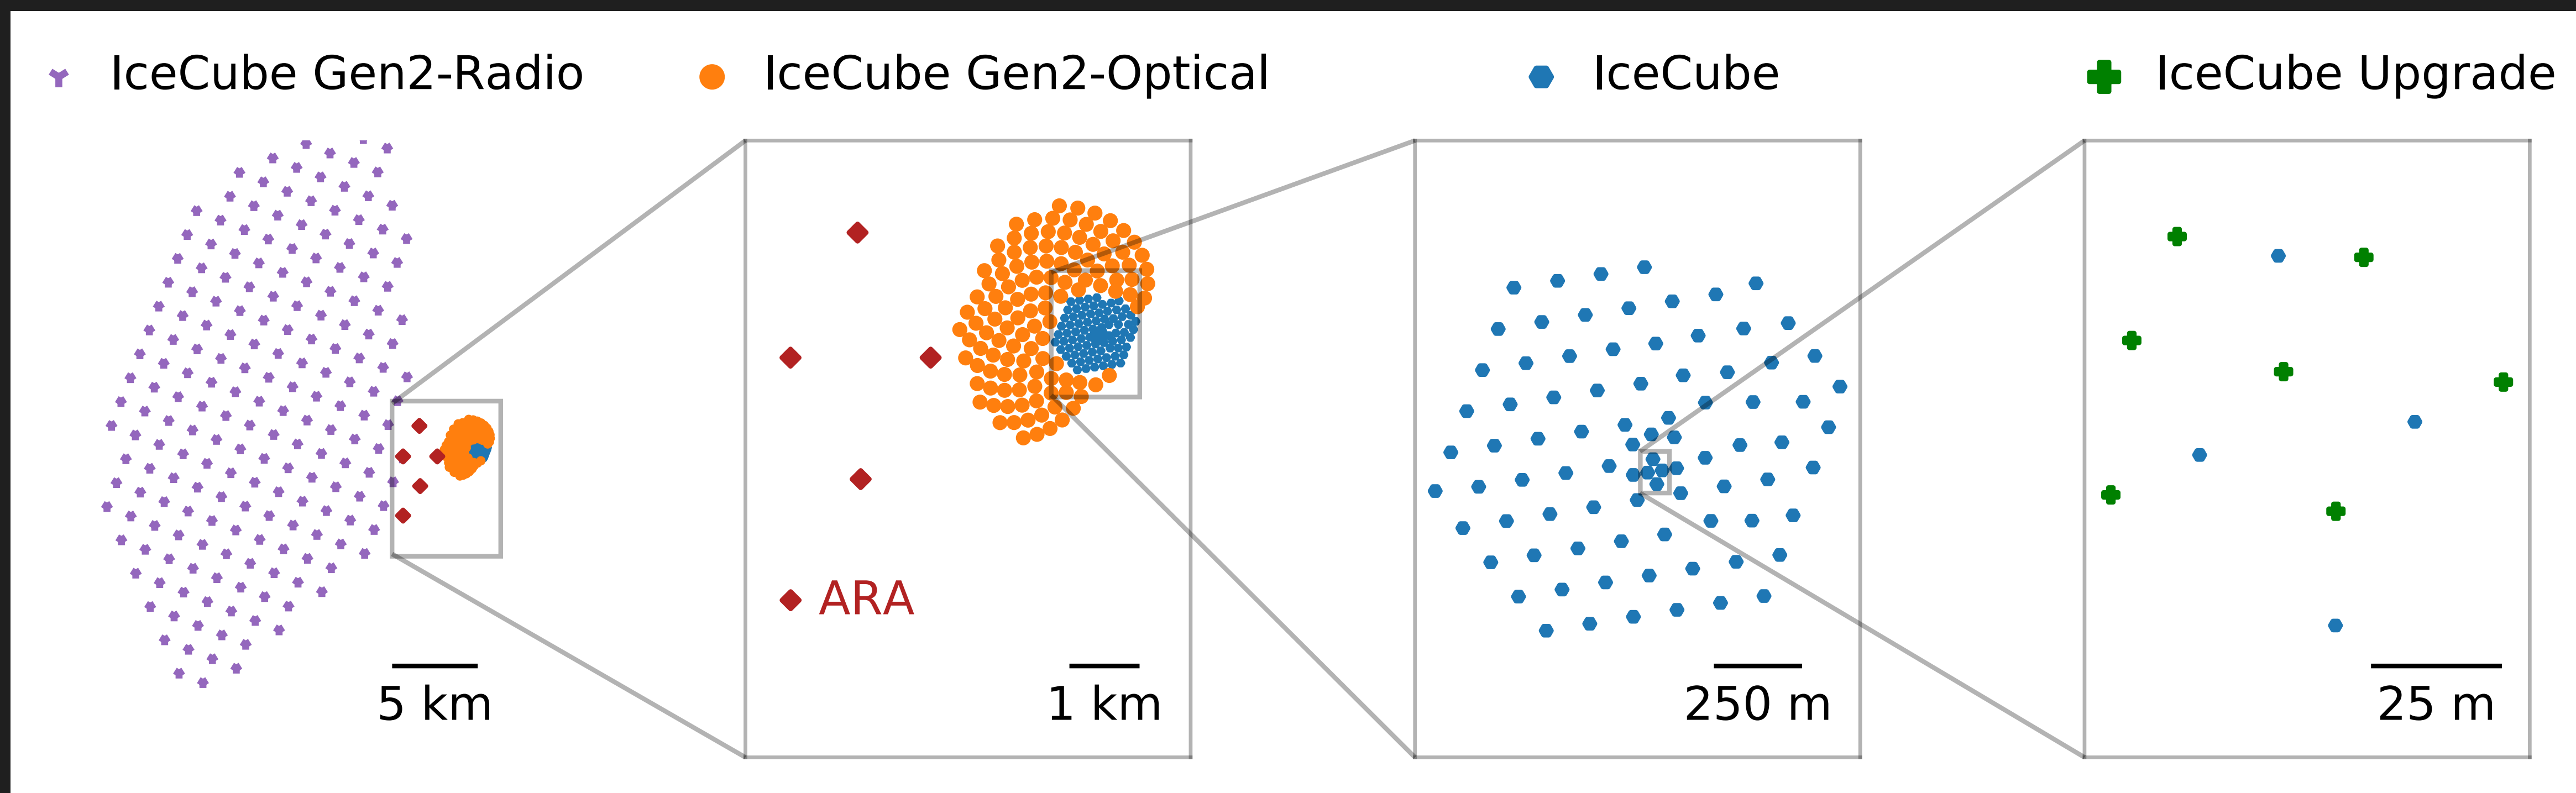 IceCube Gen2-Radio
IceCube Gen2-Optical
IceCube
IceCube Upgrade
ARA
5 km
1 km
250 m
25 m